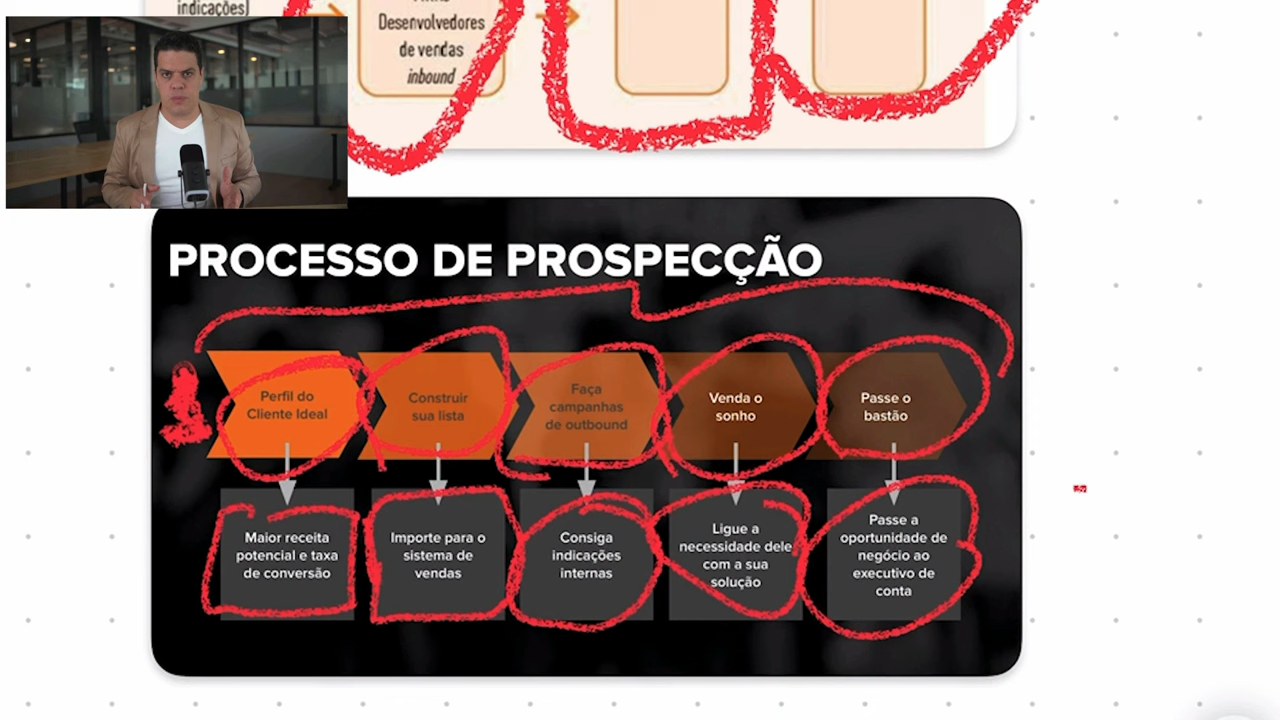 indicações)
Desenvolvedores
de vendas
inbound
PROCESSO DE PROSPECÇÃO
Perfil do
Cliente Ideal
Construir
sua lista
Faça
campanhas
de outbound
Venda o
sonho
Passe o
bastão
Maior receita
potencial e taxa
de conversão
Importe para o
sistema de
vendas
Consiga
indicações
internas
Ligue a
necessidade dele
com a sua
solução
Passe a
oportunidade de
negócio ao
executivo de
conta